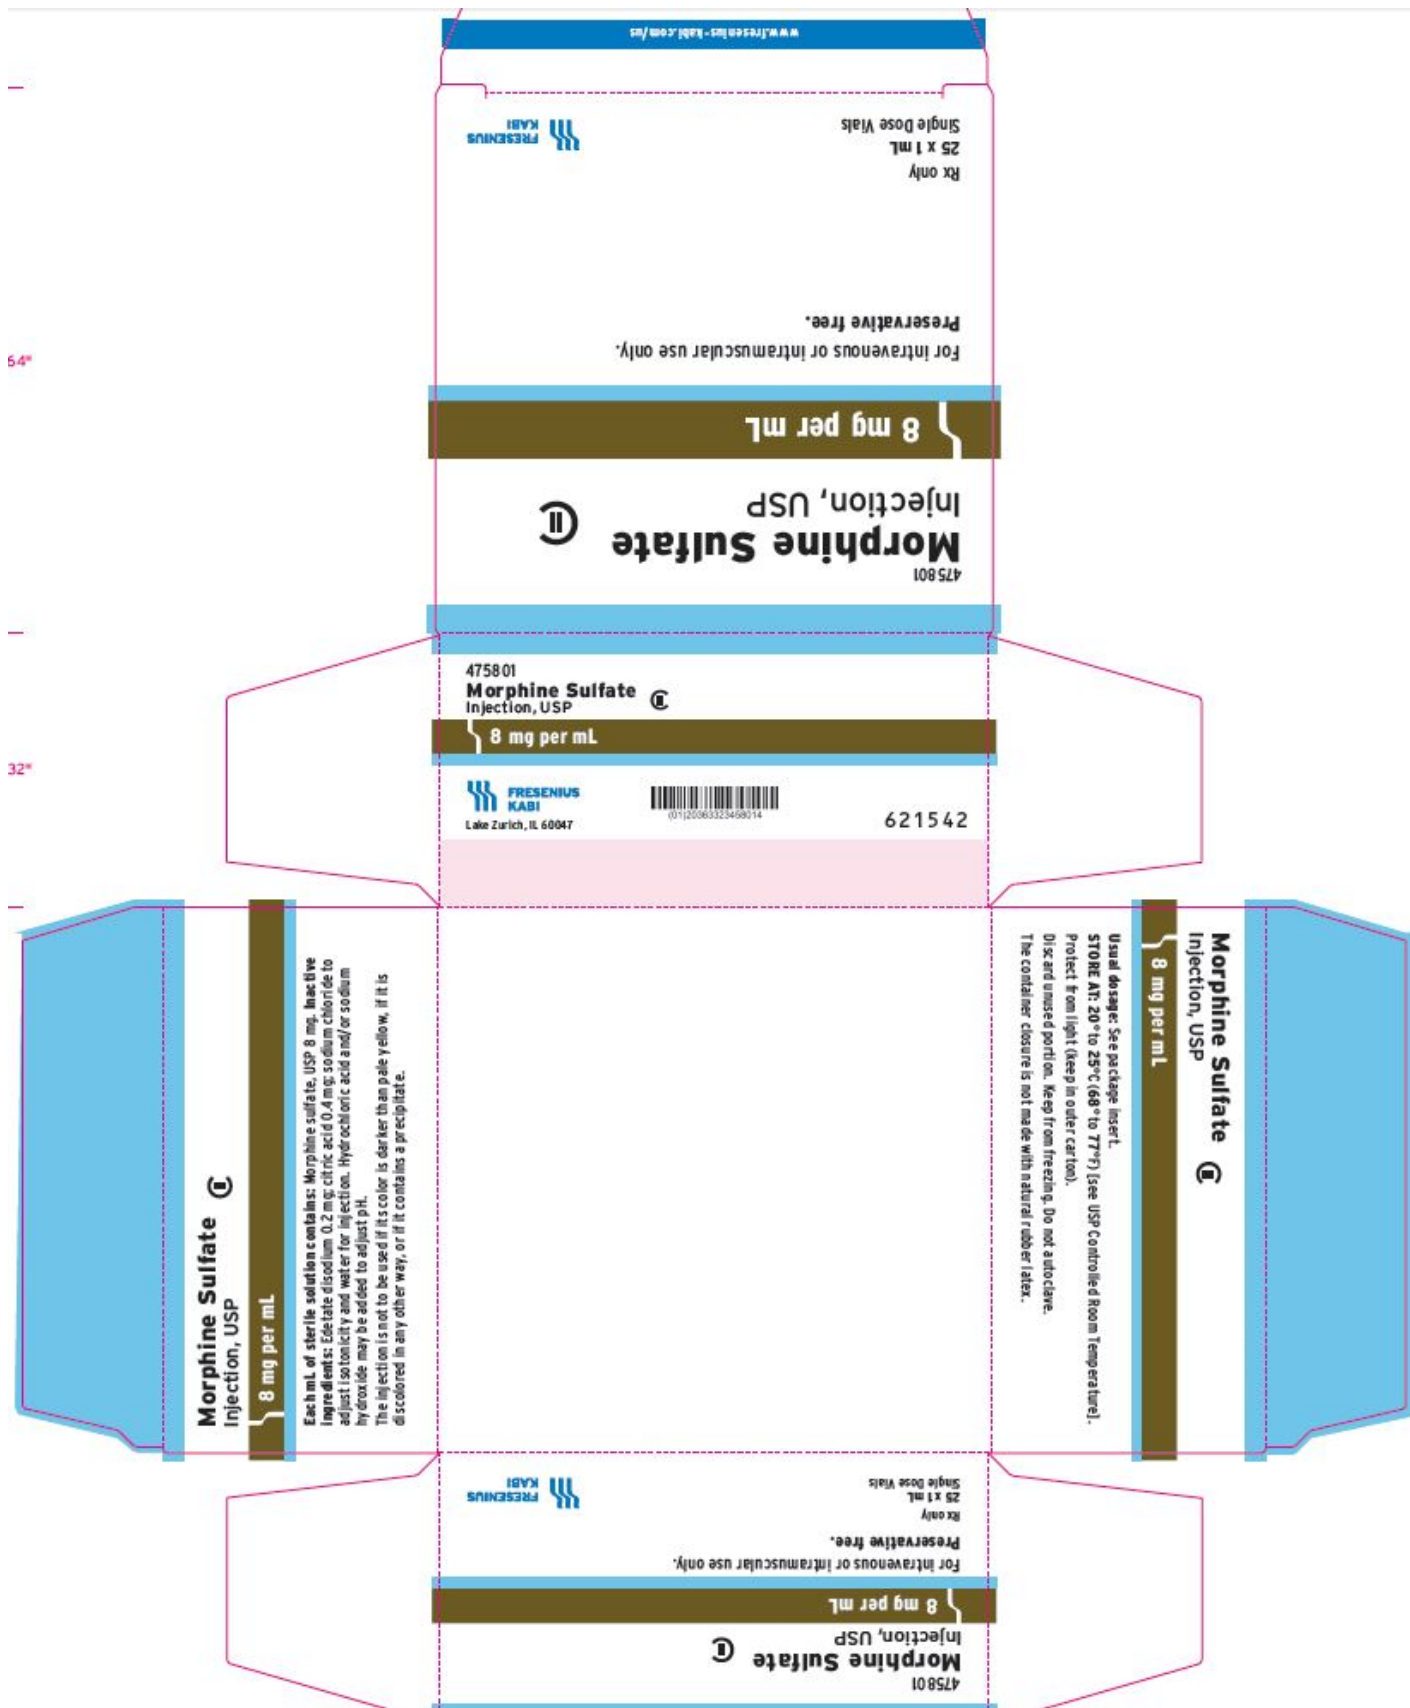 www.fresenius-kabi.com/us
475801
Morphine Sulfate
Injection, USP
CII
8 mg per mL
For intravenous or intramuscular use only.
Preservative free.
Rx only
25 x 1 mL
Single Dose Vials
FRESENIUS
KABI
64"
475801
Morphine Sulfate
Injection, USP
CII
8 mg per mL
FRESENIUS
KABI
Lake Zurich, IL 60047
(01)20363323458014
621542
32"
Morphine Sulfate CII
Injection, USP
8 mg per mL
Each mL of sterile solution contains: Morphine sulfate, USP 8 mg. Inactive
ingredients: Edetate disodium 0.2 mg; citric acid 0.4 mg; sodium chloride to
adjust isotonicity and water for injection. Hydrochloric acid and/or sodium
hydroxide may be added to adjust pH.
The injection is not to be used if its color is darker than pale yellow, if it is
discolored in any other way, or if it contains a precipitate.
Morphine Sulfate CII
Injection, USP
8 mg per mL
Usual dosage: See package insert.
STORE AT: 20° to 25°C (68° to 77°F) [see USP Controlled Room Temperature].
Protect from light (keep in outer carton).
Discard unused portion. Keep from freezing. Do not autoclave.
The container closure is not made with natural rubber latex.
475801
Morphine Sulfate
Injection, USP
CII
8 mg per mL
For intravenous or intramuscular use only.
Preservative free.
Rx only
25 x 1 mL
Single Dose Vials
FRESENIUS
KABI